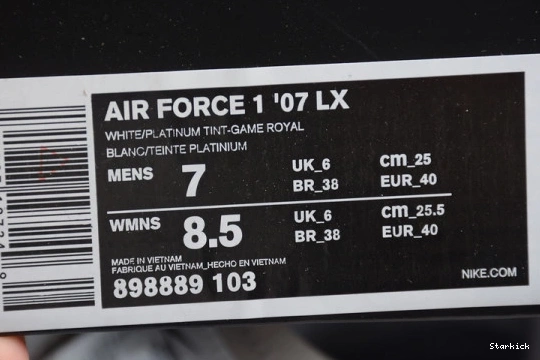 AIR FORCE 1 '07 LX
WHITE/PLATINUM TINT-GAME ROYAL
BLANC/TEINTE PLATINIUM
MENS 7 UK_6 cm_25
BR_38 EUR_40
WMNS 8.5 UK_6 cm_25.5
BR_38 EUR_40
MADE IN VIETNAM
FABRIQUE AU VIETNAM_HECHO EN VIETNAM
898889 103
NIKE.COM
Starkick